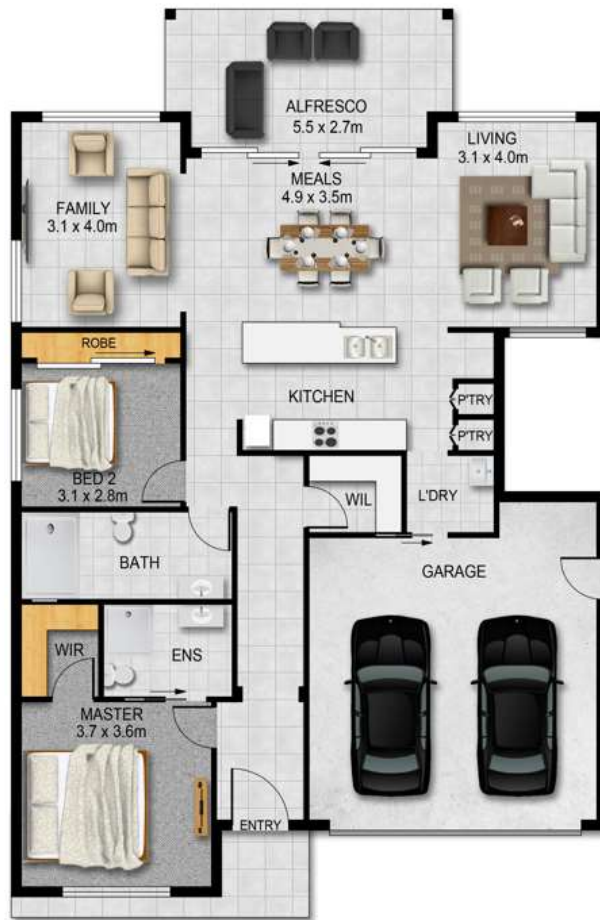 ALFRESCO
5.5 x 2.7m
LIVING
3.1 x 4.0m
MEALS
4.9 x 3.5m
FAMILY
3.1 x 4.0m
ROBE
KITCHEN
P'TRY
P'TRY
BED 2
3.1 x 2.8m
WIL
L'DRY
BATH
GARAGE
WIR
ENS
MASTER
3.7 x 3.6m
ENTRY